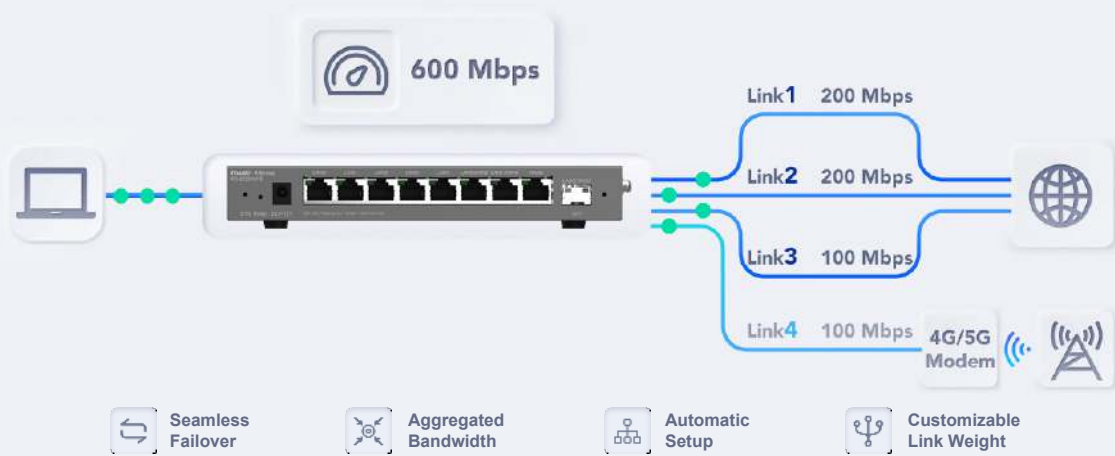 600 Mbps
Link1 200 Mbps
Link2 200 Mbps
Link3 100 Mbps
Link4 100 Mbps
4G/5G
Modem
Seamless
Failover
Aggregated
Bandwidth
Automatic
Setup
Customizable
Link Weight